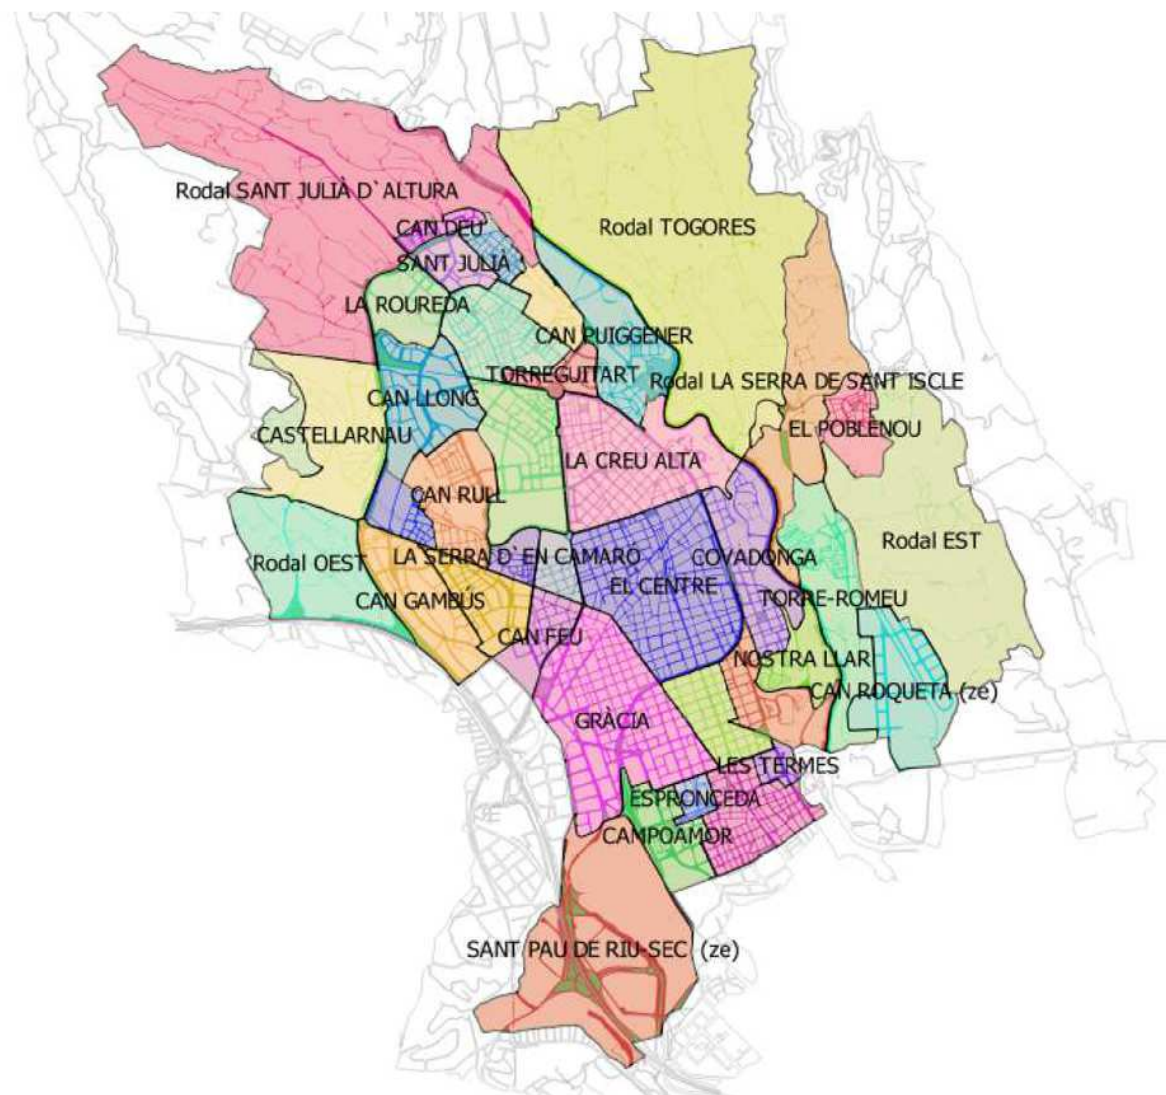 Rodal SANT JULIÀ D`ALTURA
CAN DEU
Rodal TOGORES
SANT JULIÀ
LA ROUREDA
CAN PUIGGENER
TORREGUITART
Rodal LA SERRA DE SANT ISCLE
CAN LLONG
CASTELLARNAU
EL POBLENOU
LA CREU ALTA
CAN RULL
Rodal EST
LA SERRA D`EN CAMARÓ
COVADONGA
Rodal OEST
EL CENTRE
CAN GAMBÚS
TORRE-ROMEU
CAN FEU
NOSTRA LLAR
CAN ROQUETA (ze)
GRÀCIA
LES TERMES
ESPRONCEDA
CAMPOAMOR
SANT PAU DE RIU-SEC (ze)